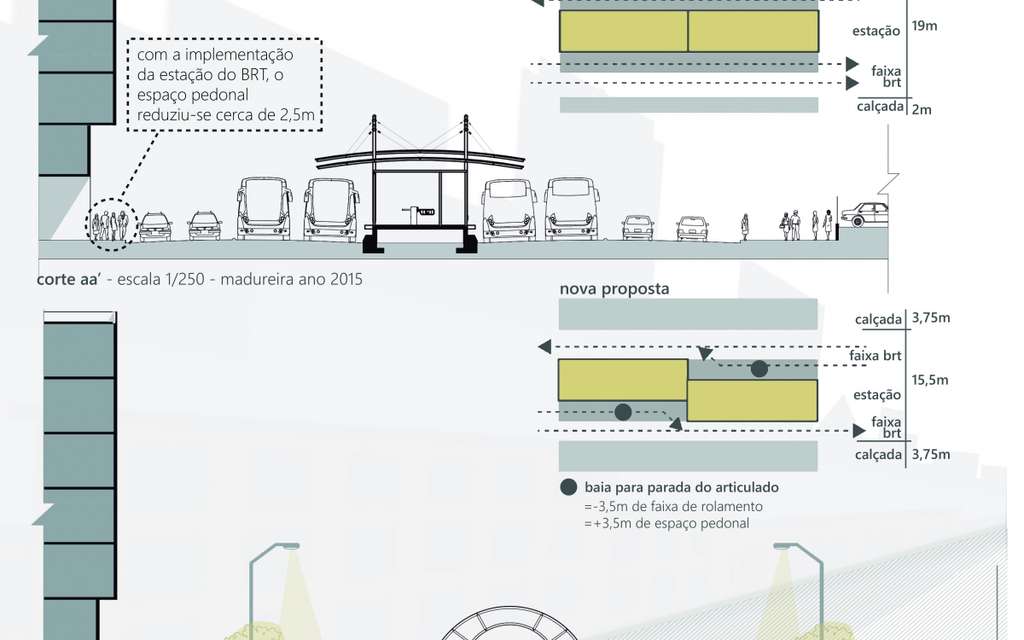 com a implementação
da estação do BRT, o
espaço pedonal
reduziu-se cerca de 2,5m
estação
19m
faixa
brt
calçada
2m
corte aa’ - escala 1/250 - madureira ano 2015
nova proposta
calçada
3,75m
faixa brt
15,5m
estação
faixa
brt
calçada
3,75m
baia para parada do articulado
=-3,5m de faixa de rolamento
=+3,5m de espaço pedonal